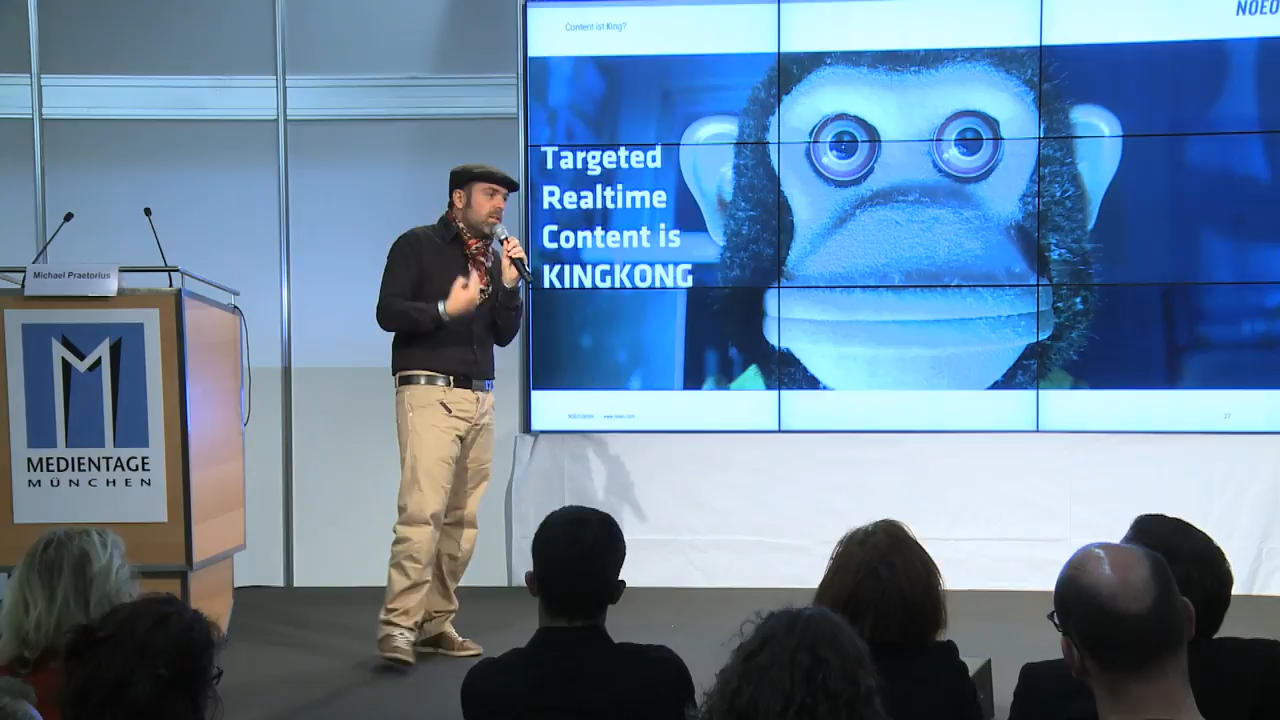 Content ist King?
NOEO
Targeted
Realtime
Content is
KINGKONG
Michael Praetorius
MEDIENTAGE
MÜNCHEN
27